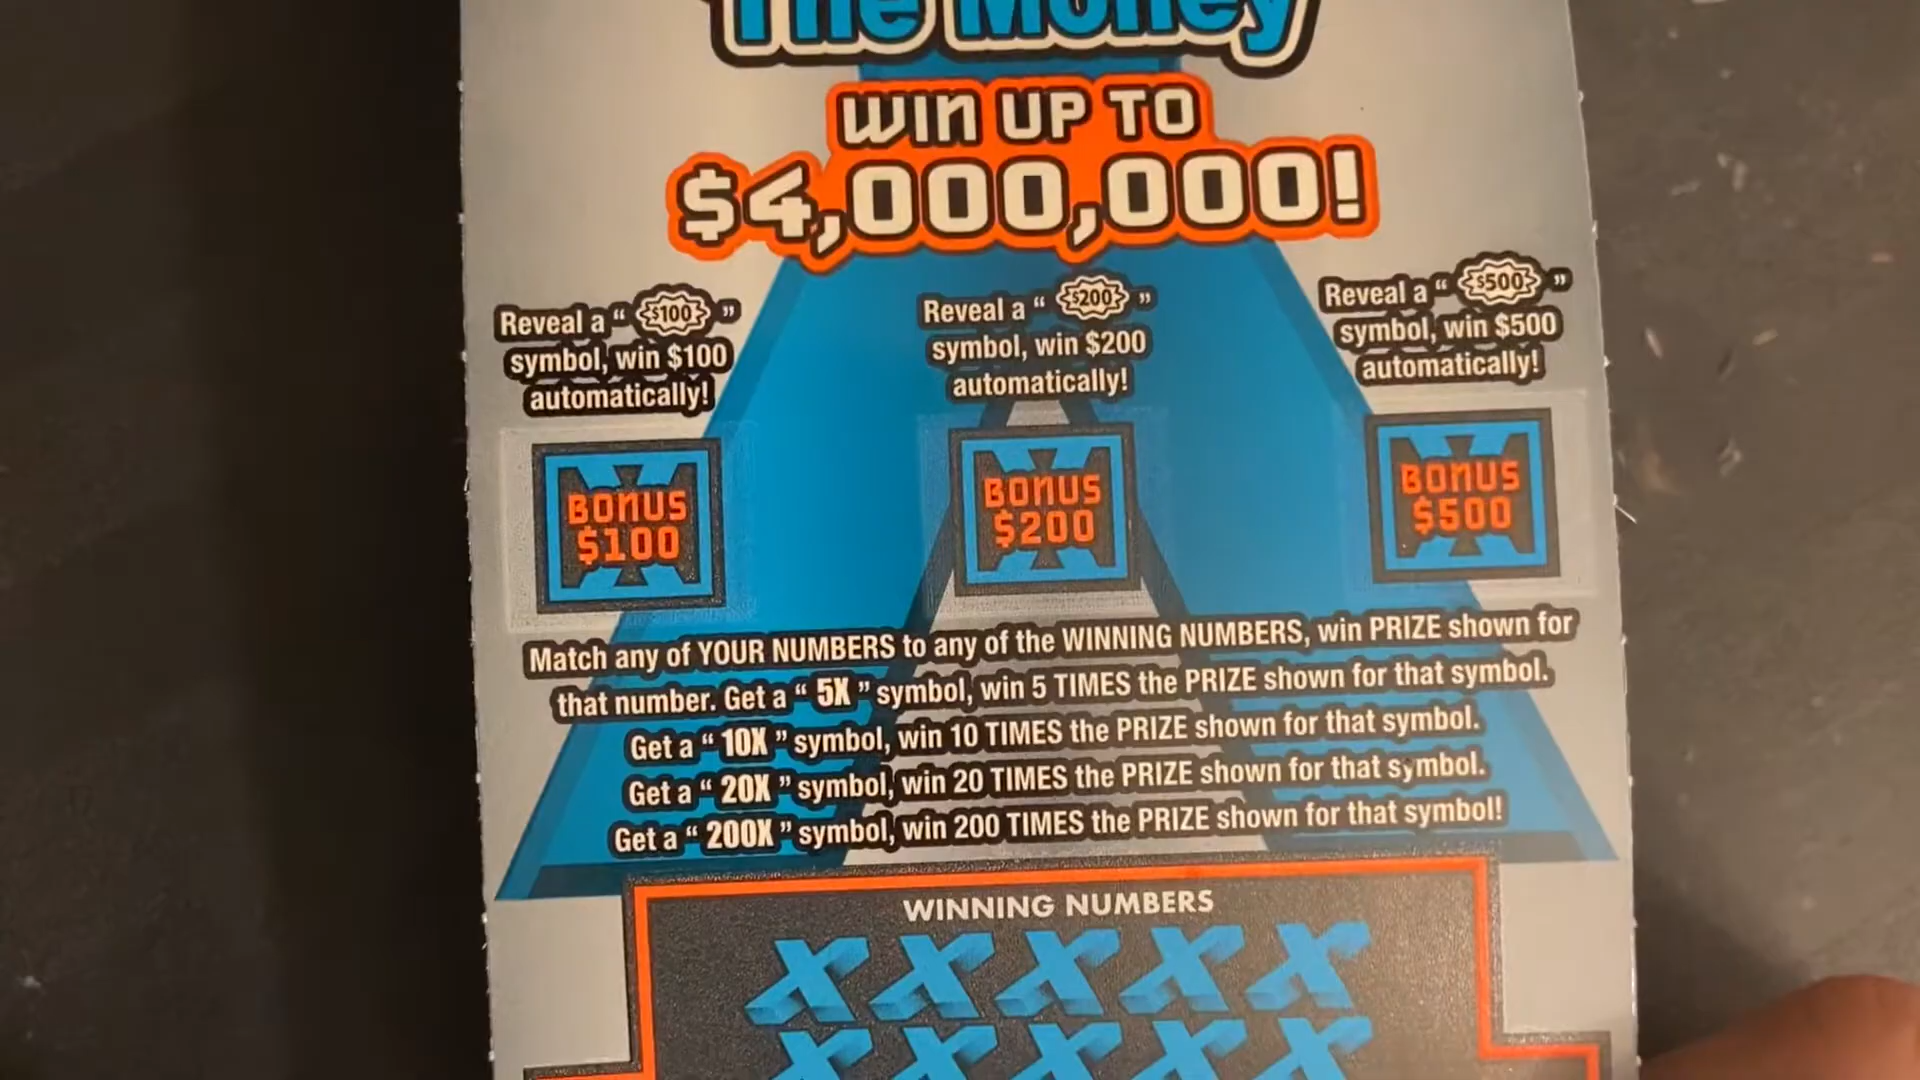 The Money
WIN UP TO
$4,000,000!
Reveal a " $100 "
symbol, win $100
automatically!
Reveal a " $200 "
symbol, win $200
automatically!
Reveal a " $500 "
symbol, win $500
automatically!
BONUS
$100
BONUS
$200
BONUS
$500
Match any of YOUR NUMBERS to any of the WINNING NUMBERS, win PRIZE shown for
that number. Get a " 5X " symbol, win 5 TIMES the PRIZE shown for that symbol.
Get a " 10X " symbol, win 10 TIMES the PRIZE shown for that symbol.
Get a " 20X " symbol, win 20 TIMES the PRIZE shown for that symbol.
Get a " 200X " symbol, win 200 TIMES the PRIZE shown for that symbol!
WINNING NUMBERS
X X X X X
X X X X X